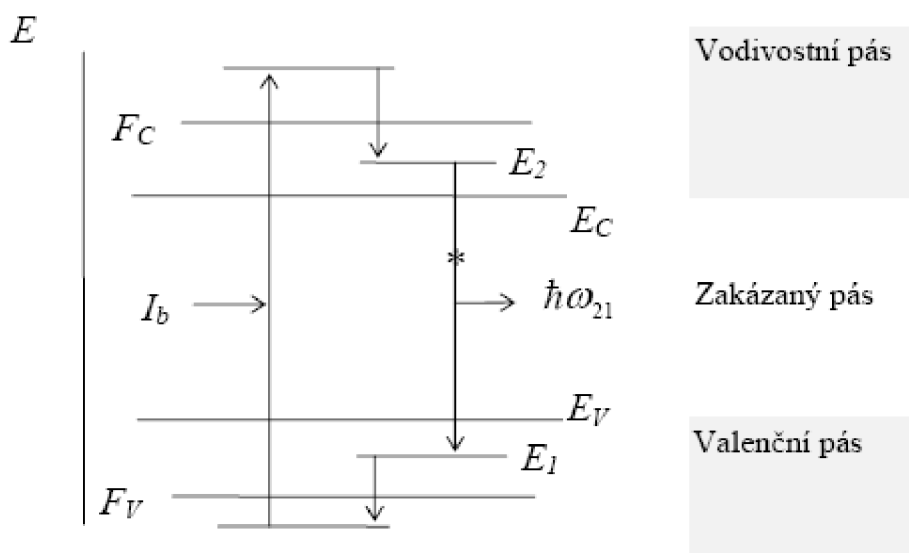 E
Vodivostní pás
F_C
E_2
E_C
*
I_b
ħω_21
Zakázaný pás
E_V
Valenční pás
E_1
F_V